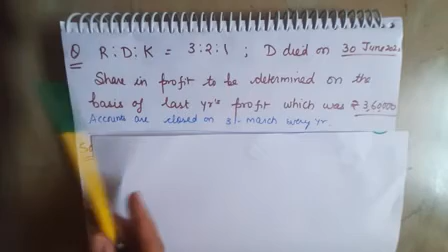 Q R:D:K = 3:2:1 ; D died on 30 June 202
Share in profit to be determined on the
basis of last yr's profit which was ₹ 3,60,000
Accounts are closed on 31-march every yr.